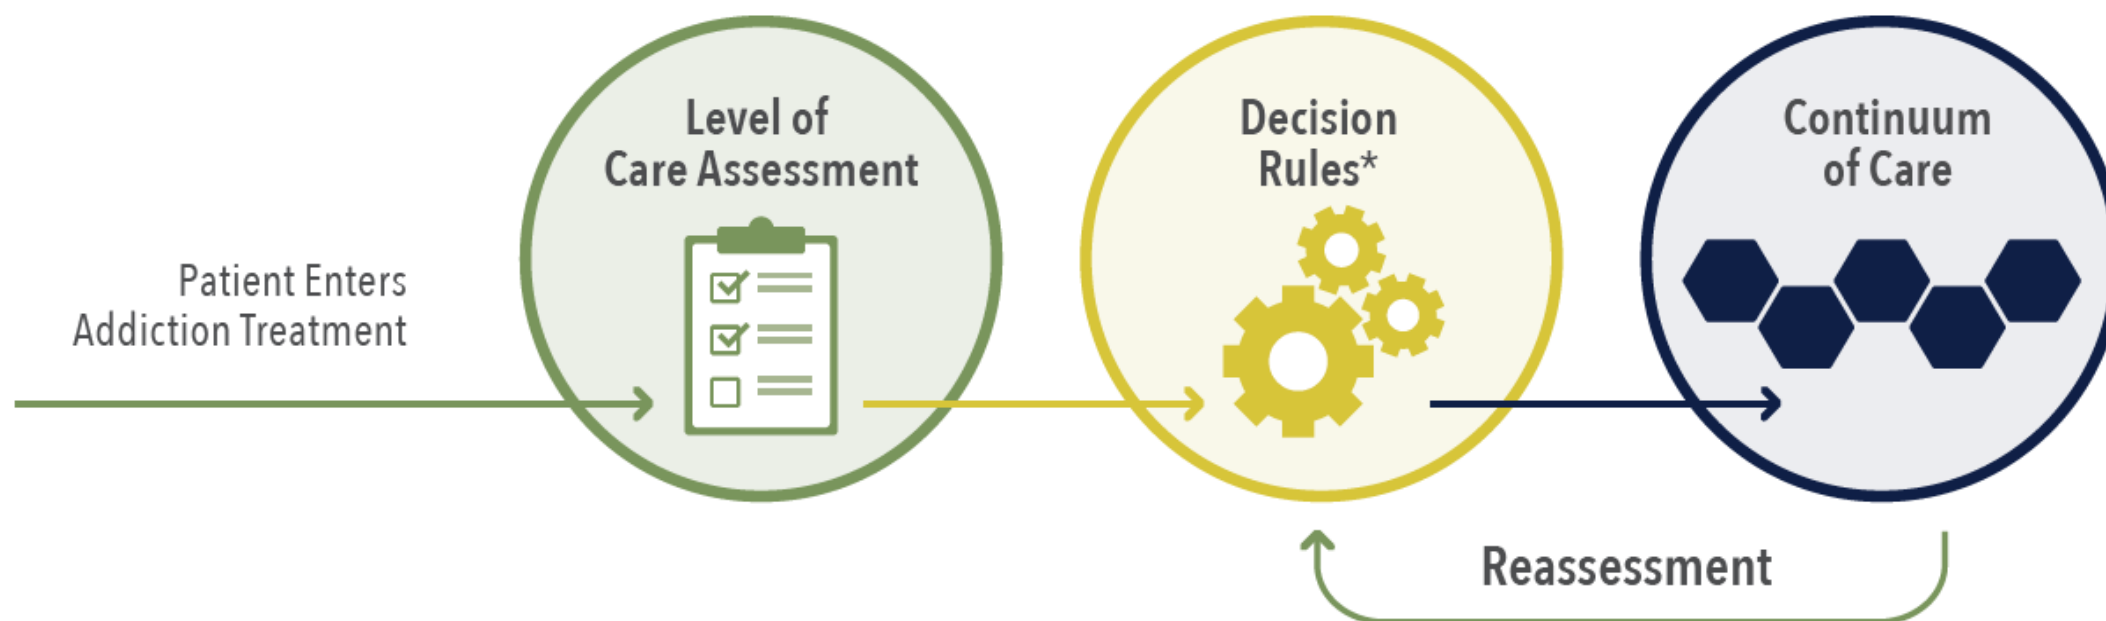 Patient Enters
Addiction Treatment
Level of
Care Assessment
Decision
Rules*
Continuum
of Care
Reassessment